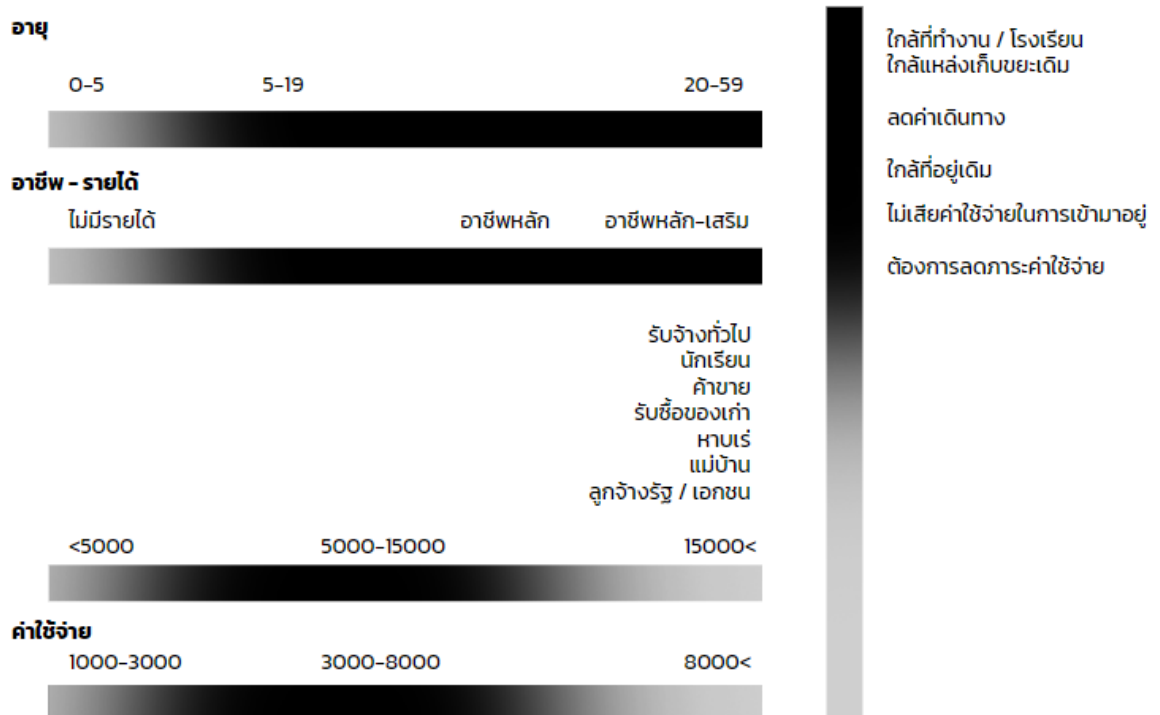 อายุ
0-5 5-19 20-59
อาชีพ - รายได้
ไม่มีรายได้ อาชีพหลัก อาชีพหลัก-เสริม
รับจ้างทั่วไป
นักเรียน
ค้าขาย
รับซื้อของเก่า
หาบเร่
แม่บ้าน
ลูกจ้างรัฐ / เอกชน
<5000 5000-15000 15000<
ค่าใช้จ่าย
1000-3000 3000-8000 8000<
ใกล้ที่ทำงาน / โรงเรียน
ใกล้แหล่งเก็บขยะเดิม
ลดค่าเดินทาง
ใกล้ที่อยู่เดิม
ไม่เสียค่าใช้จ่ายในการเข้ามาอยู่
ต้องการลดภาระค่าใช้จ่าย